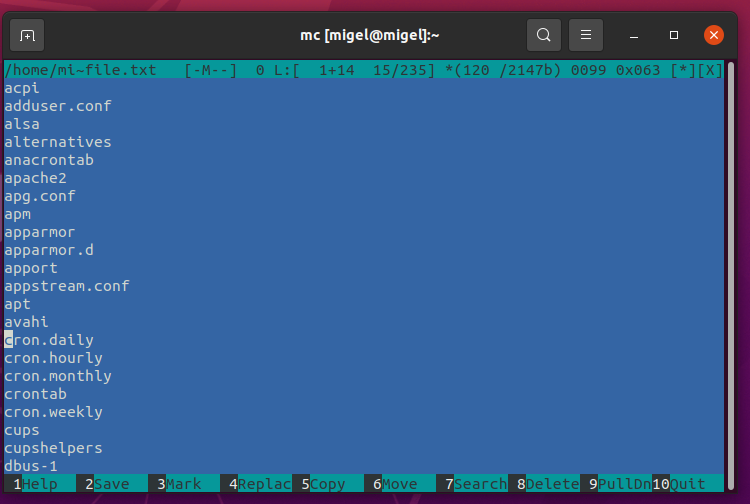 mc [migel@migel]:~
/home/mi~file.txt   [-M--]  0 L:[  1+14  15/235] *(120 /2147b) 0099 0x063 [*][X]
acpi
adduser.conf
alsa
alternatives
anacrontab
apache2
apg.conf
apm
apparmor
apparmor.d
apport
appstream.conf
apt
avahi
cron.daily
cron.hourly
cron.monthly
crontab
cron.weekly
cups
cupshelpers
dbus-1
1Help  2Save  3Mark  4Replac 5Copy  6Move  7Search 8Delete 9PullDn 10Quit